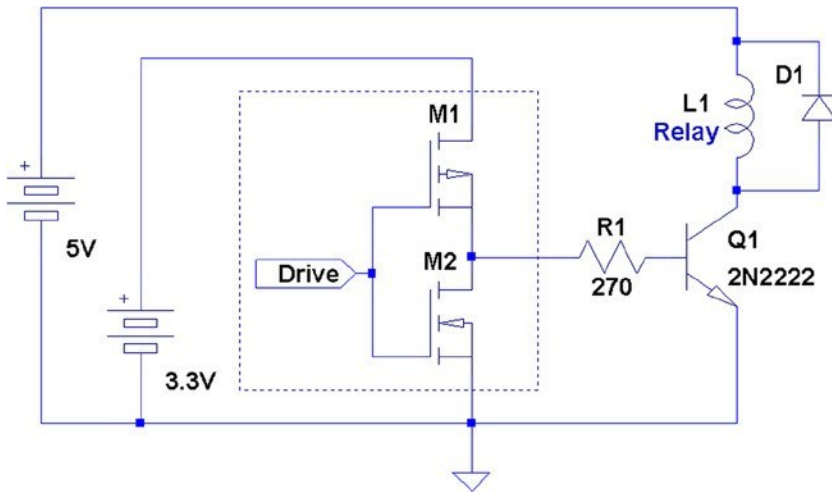 D1
L1
Relay
M1
+
5V
R1
270
Q1
2N2222
Drive
M2
+
3.3V